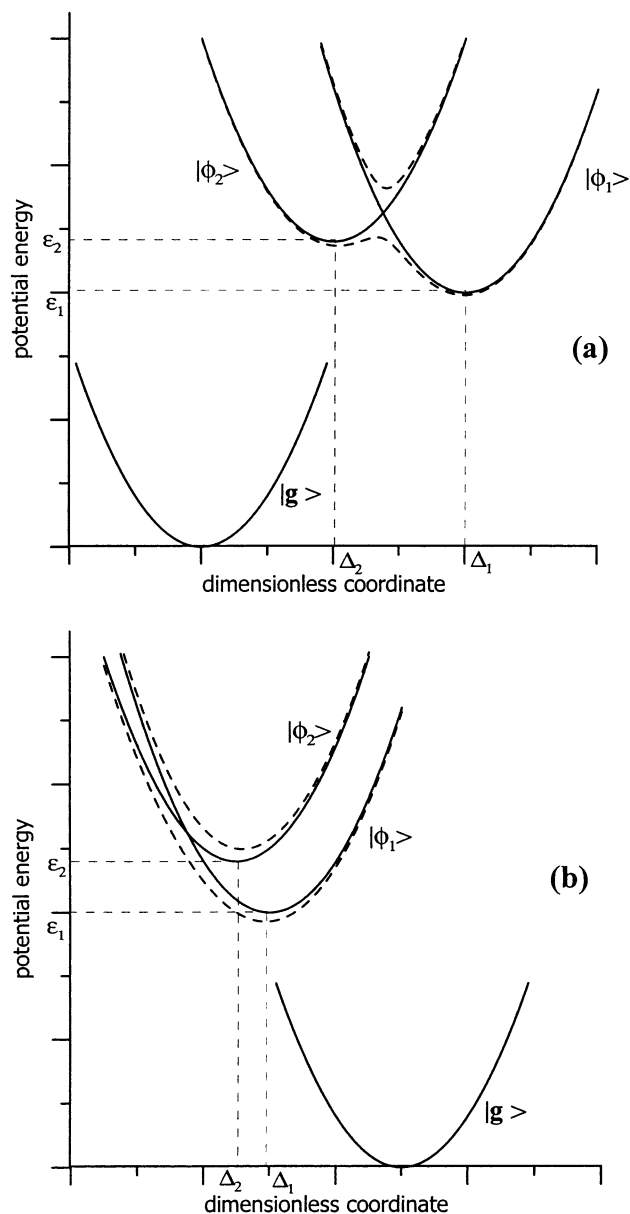 |ϕ₂>
|ϕ₁>
ε₂
ε₁
potential energy
(a)
|g >
Δ₂
Δ₁
dimensionless coordinate
|ϕ₂>
|ϕ₁>
ε₂
ε₁
potential energy
(b)
|g >
Δ₂
Δ₁
dimensionless coordinate